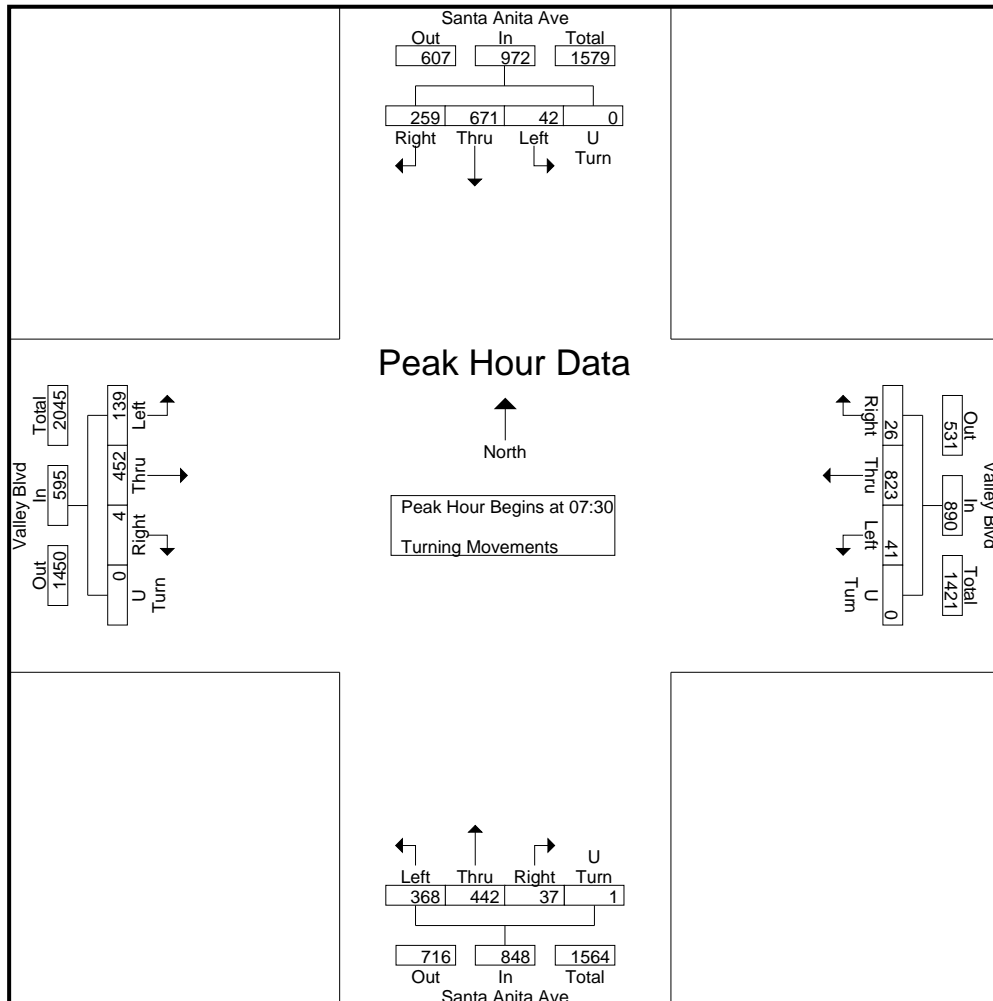 Santa Anita Ave
Out In Total
607 972 1579
259 671 42 0
Right Thru Left U Turn
Peak Hour Data
North
Peak Hour Begins at 07:30
Turning Movements
Valley Blvd
Total In Out
2045 595 1450
139 452 4 0
Left Thru Right U Turn
Valley Blvd
Out In Total
531 890 1421
26 823 41 0
Right Thru Left U Turn
Left Thru Right U Turn
368 442 37 1
716 848 1564
Out In Total
Santa Anita Ave